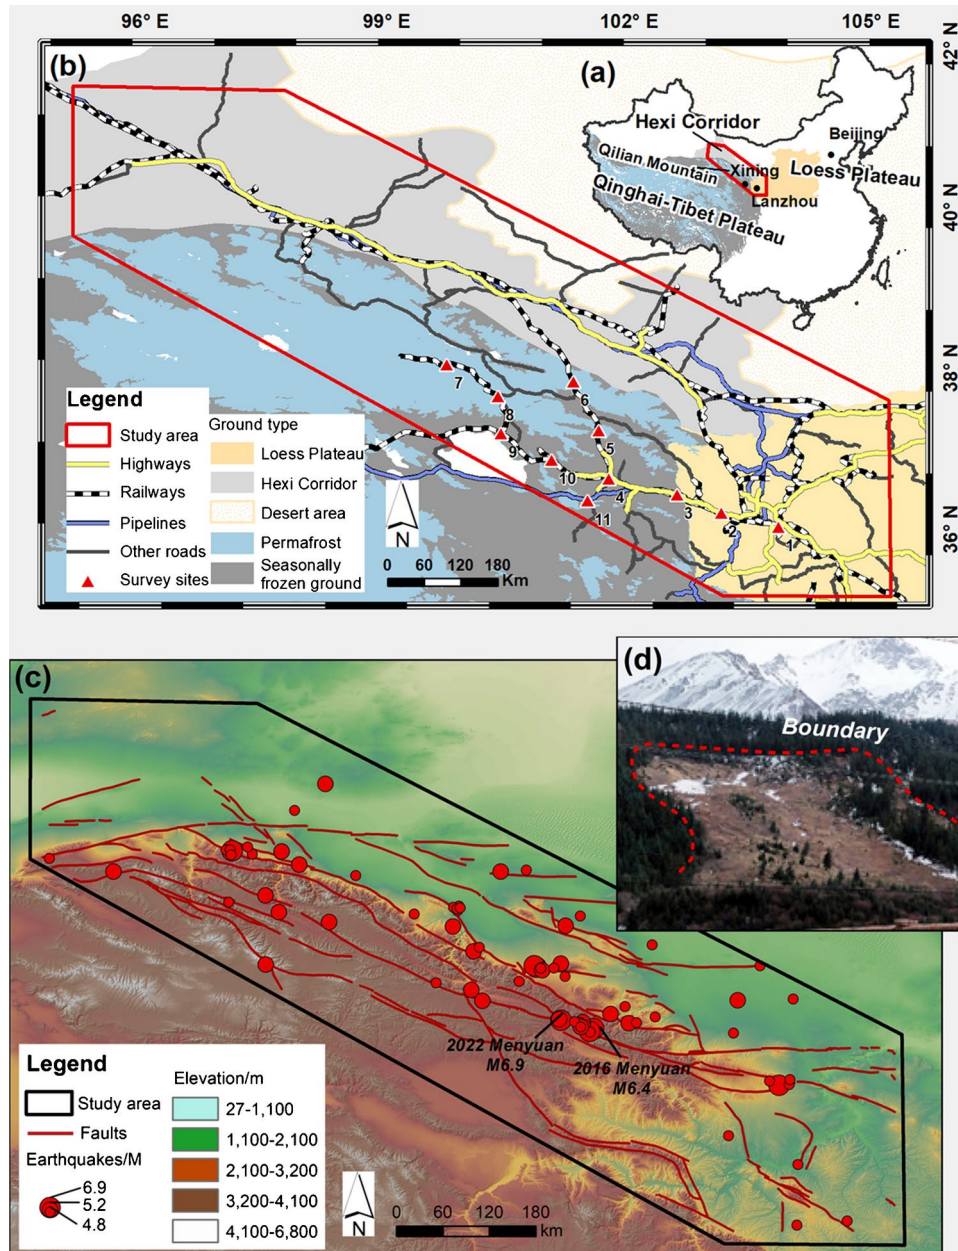 96° E 99° E 102° E 105° E
42° N
40° N
38° N
36° N
(b)
(a)
Hexi Corridor
Beijing
Qilian Mountain
Xining
Loess Plateau
Lanzhou
Qinghai-Tibet Plateau
7
6
8
9
5
10
4
3
11
2
1
Legend
Study area
Highways
Railways
Pipelines
Other roads
Survey sites
Ground type
Loess Plateau
Hexi Corridor
Desert area
Permafrost
Seasonally
frozen ground
N
0 60 120 180
Km
(c)
(d)
Boundary
2022 Menyuan
M6.9
2016 Menyuan
M6.4
Legend
Study area
Faults
Earthquakes/M
6.9
5.2
4.8
Elevation/m
27-1,100
1,100-2,100
2,100-3,200
3,200-4,100
4,100-6,800
N
0 60 120 180
km